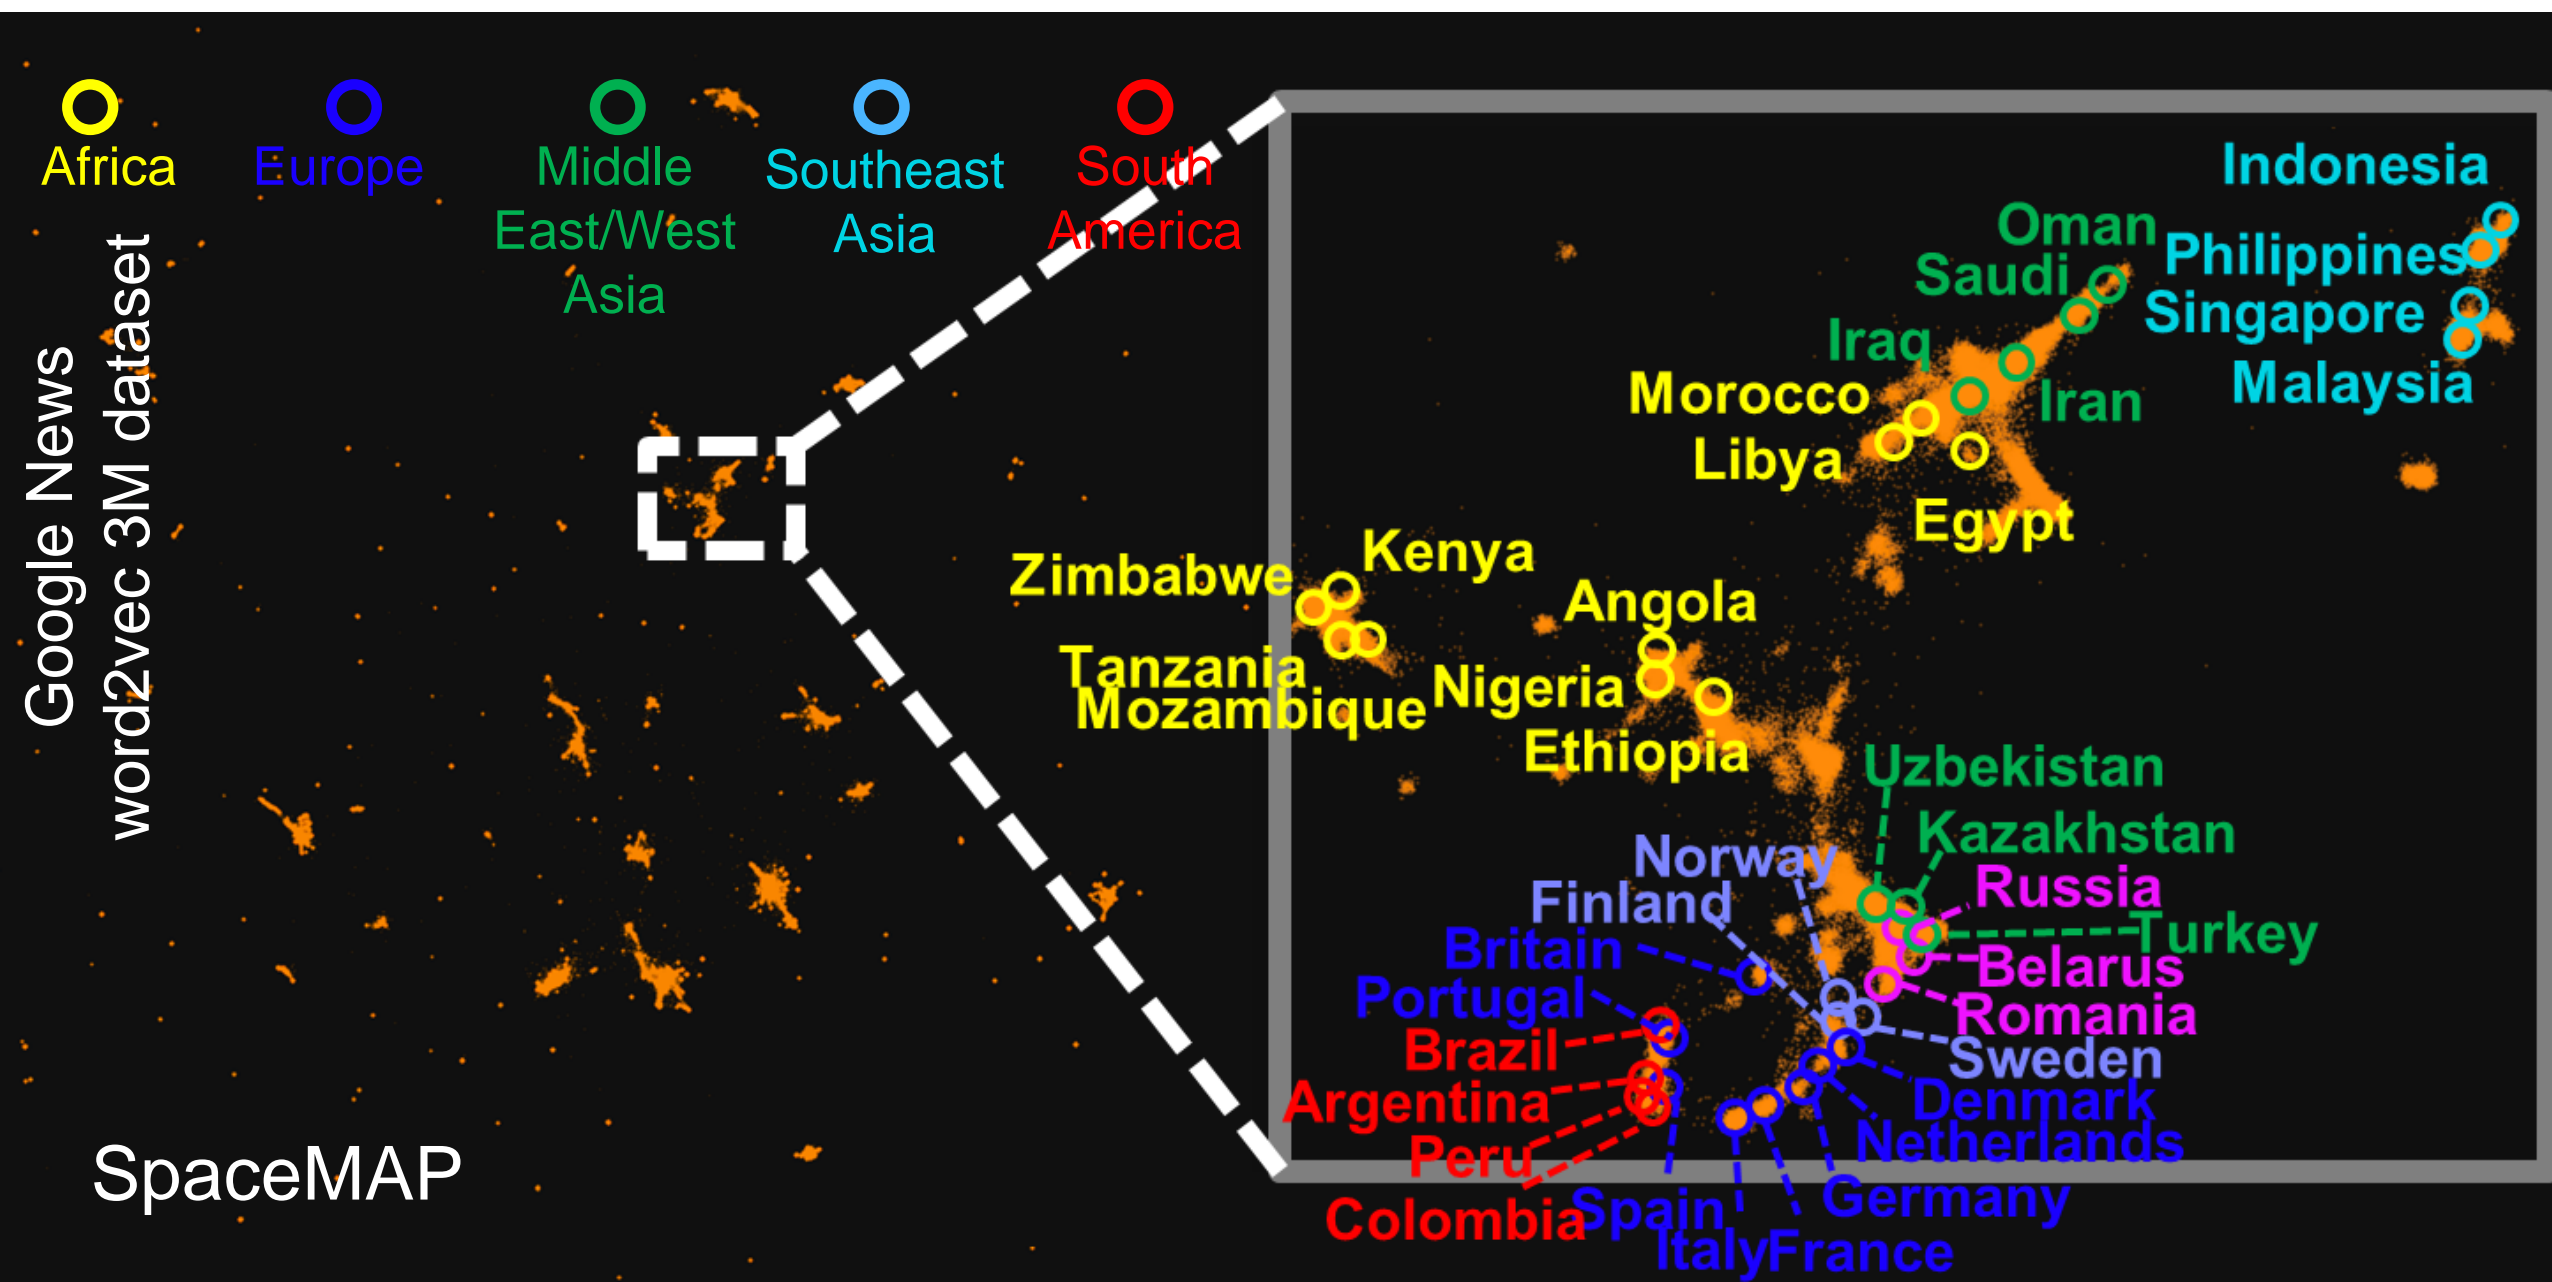 Africa
Europe
Middle
East/West
Asia
Southeast
Asia
South
America
Google News
word2vec 3M dataset
SpaceMAP
Indonesia
Oman
Philippines
Saudi
Singapore
Iraq
Malaysia
Morocco
Iran
Libya
Egypt
Kenya
Zimbabwe
Angola
Tanzania
Nigeria
Mozambique
Ethiopia
Uzbekistan
Kazakhstan
Norway
Russia
Finland
Turkey
Britain
Belarus
Portugal
Romania
Brazil
Sweden
Argentina
Denmark
Netherlands
Peru
Germany
Colombia
Spain
Italy
France